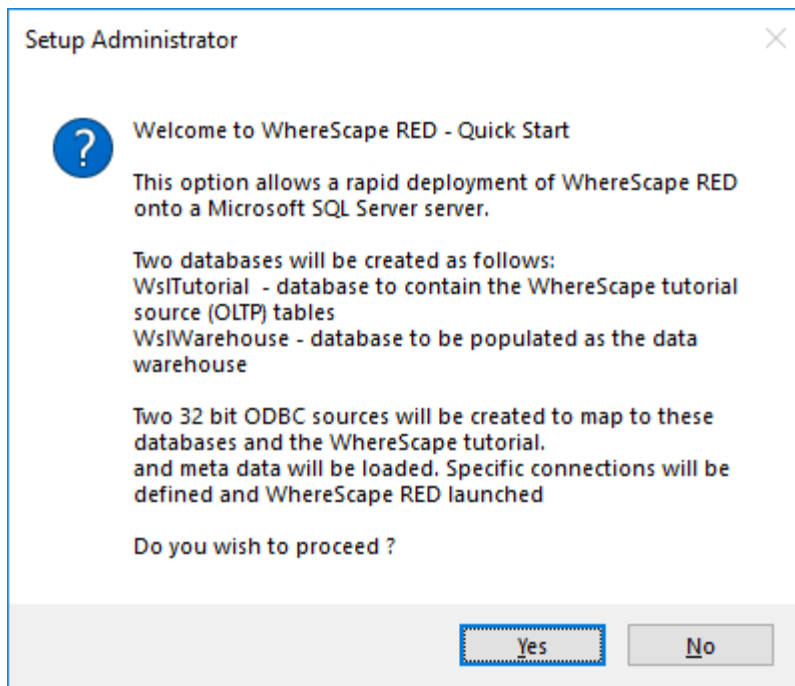 Setup Administrator
Welcome to WhereScape RED - Quick Start
This option allows a rapid deployment of WhereScape RED
onto a Microsoft SQL Server server.
Two databases will be created as follows:
WslTutorial - database to contain the WhereScape tutorial
source (OLTP) tables
WslWarehouse - database to be populated as the data
warehouse
Two 32 bit ODBC sources will be created to map to these
databases and the WhereScape tutorial.
and meta data will be loaded. Specific connections will be
defined and WhereScape RED launched
Do you wish to proceed ?
Yes No